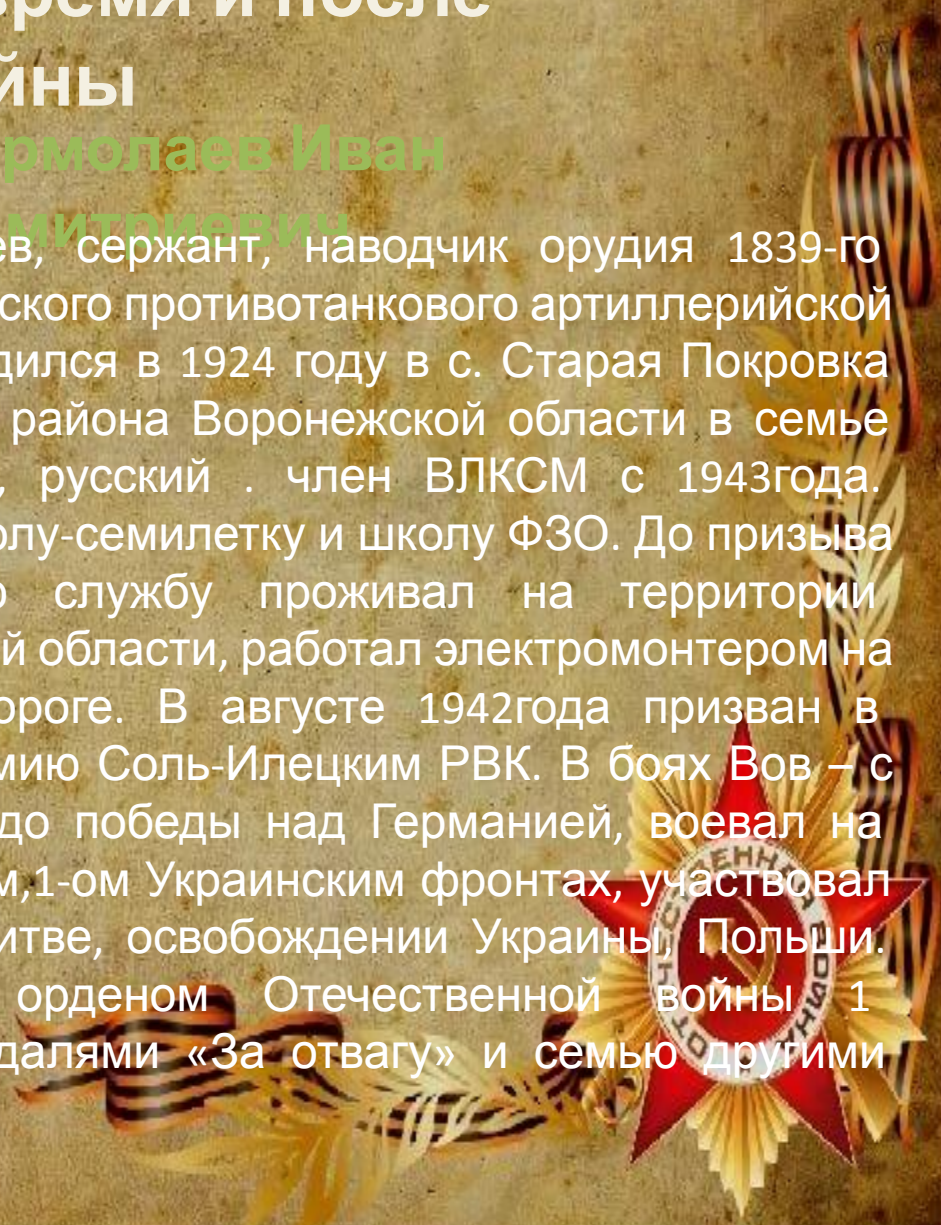 время и после
йны
рмолаев Иван
митриевич
ев, сержант, наводчик орудия 1839-го
ского противотанкового артиллерийской
дился в 1924 году в с. Старая Покровка
района Воронежской области в семье
, русский . член ВЛКСМ с 1943года.
олу-семилетку и школу ФЗО. До призыва
службу проживал на территории
й области, работал электромонтером на
ороге. В августе 1942года призван в
мию Соль-Илецким РВК. В боях Вов – с
до победы над Германией, воевал на
м,1-ом Украинским фронтах, участвовал
итве, освобождении Украины, Польши.
орденом Отечественной войны 1
далями «За отвагу» и семью другими